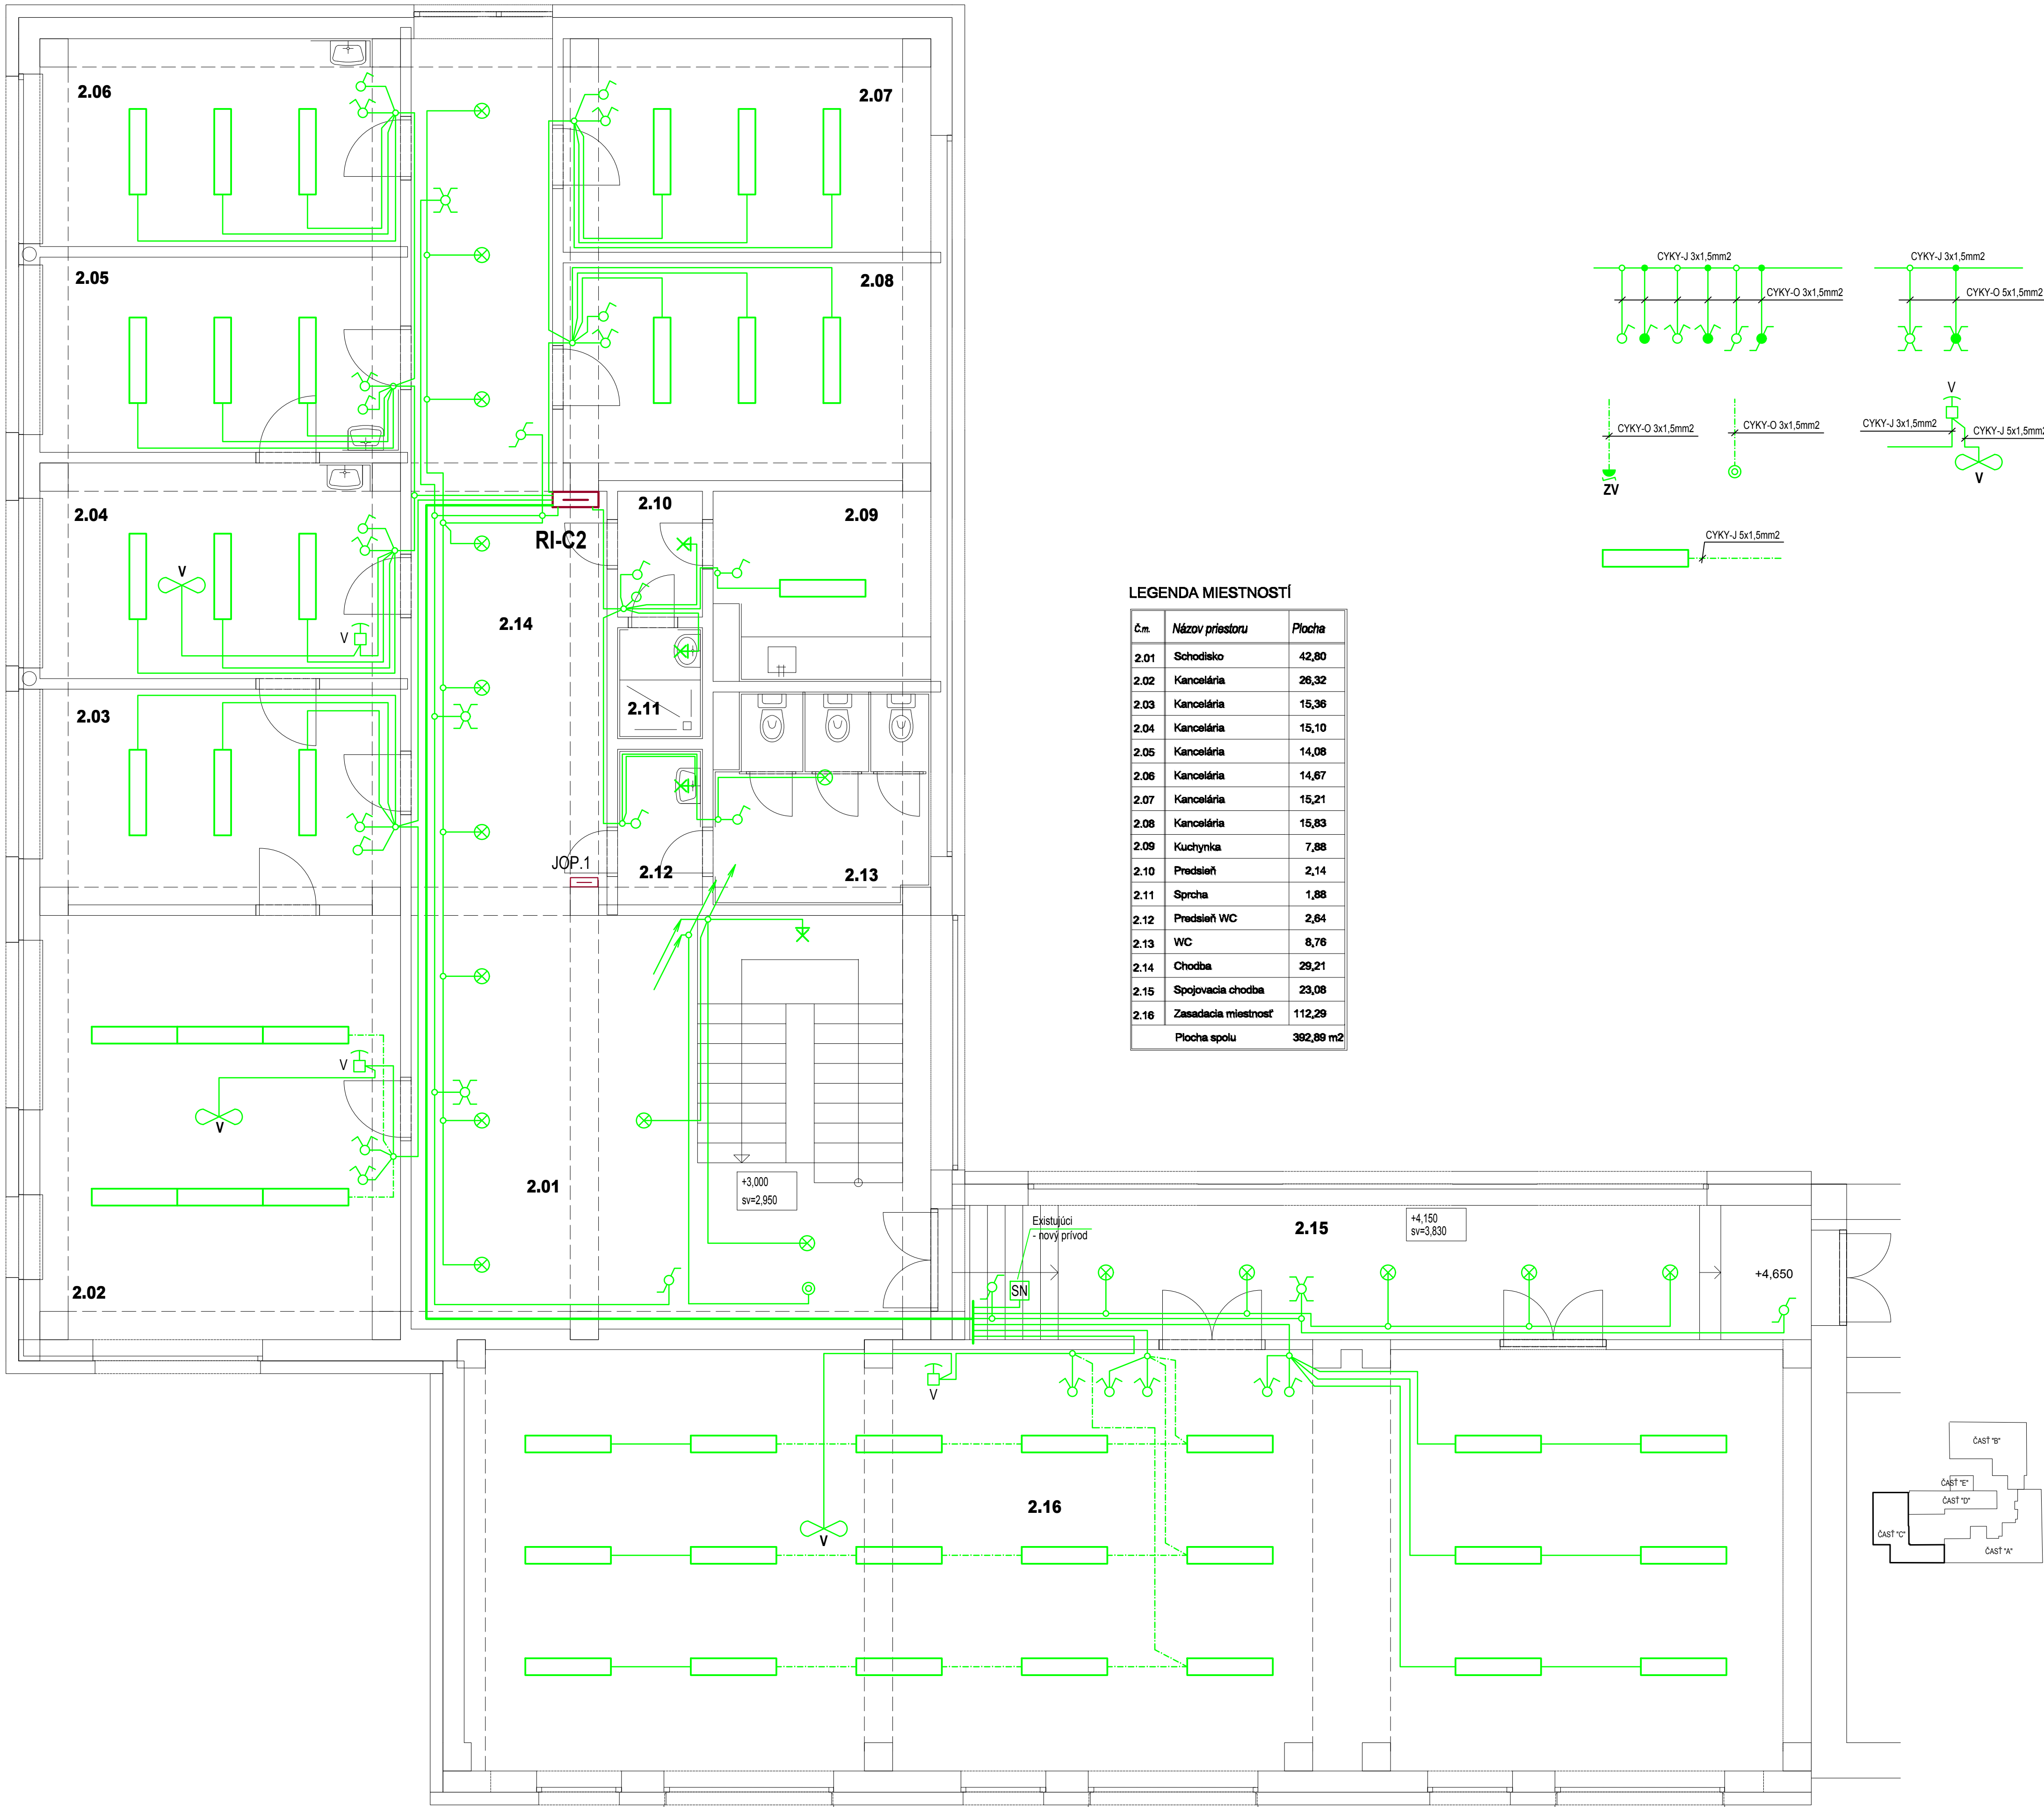 2.06
2.07
2.05
2.08
CYKY-J 3x1,5mm2
CYKY-J 3x1,5mm2
CYKY-O 3x1,5mm2
CYKY-O 5x1,5mm2
V
CYKY-O 3x1,5mm2
CYKY-O 3x1,5mm2
CYKY-J 3x1,5mm2
CYKY-J 5x1,5mm2
ZV
V
CYKY-J 5x1,5mm2
2.04
2.10
2.09
RI-C2
V
V
2.14
2.03
2.11
JOP.1
2.12
2.13
LEGENDA MIESTNOSTÍ
Č.m. Názov priestoru Plocha
2.01 Schodisko 42,80
2.02 Kancelária 26,32
2.03 Kancelária 15,36
2.04 Kancelária 15,10
2.05 Kancelária 14,08
2.06 Kancelária 14,67
2.07 Kancelária 15,21
2.08 Kancelária 15,83
2.09 Kuchynka 7,88
2.10 Predsieň 2,14
2.11 Sprcha 1,88
2.12 Predsieň WC 2,64
2.13 WC 8,76
2.14 Chodba 29,21
2.15 Spojovacia chodba 23,08
2.16 Zasadacia miestnosť 112,29
Plocha spolu 392,89 m2
V
V
2.01
+3,000
sv=2,950
2.02
Existujúci
- nový prívod
SN
2.15
+4,150
sv=3,830
+4,650
V
2.16
V
ČASŤ "B"
ČASŤ "E"
ČASŤ "D"
ČASŤ "C"
ČASŤ "A"